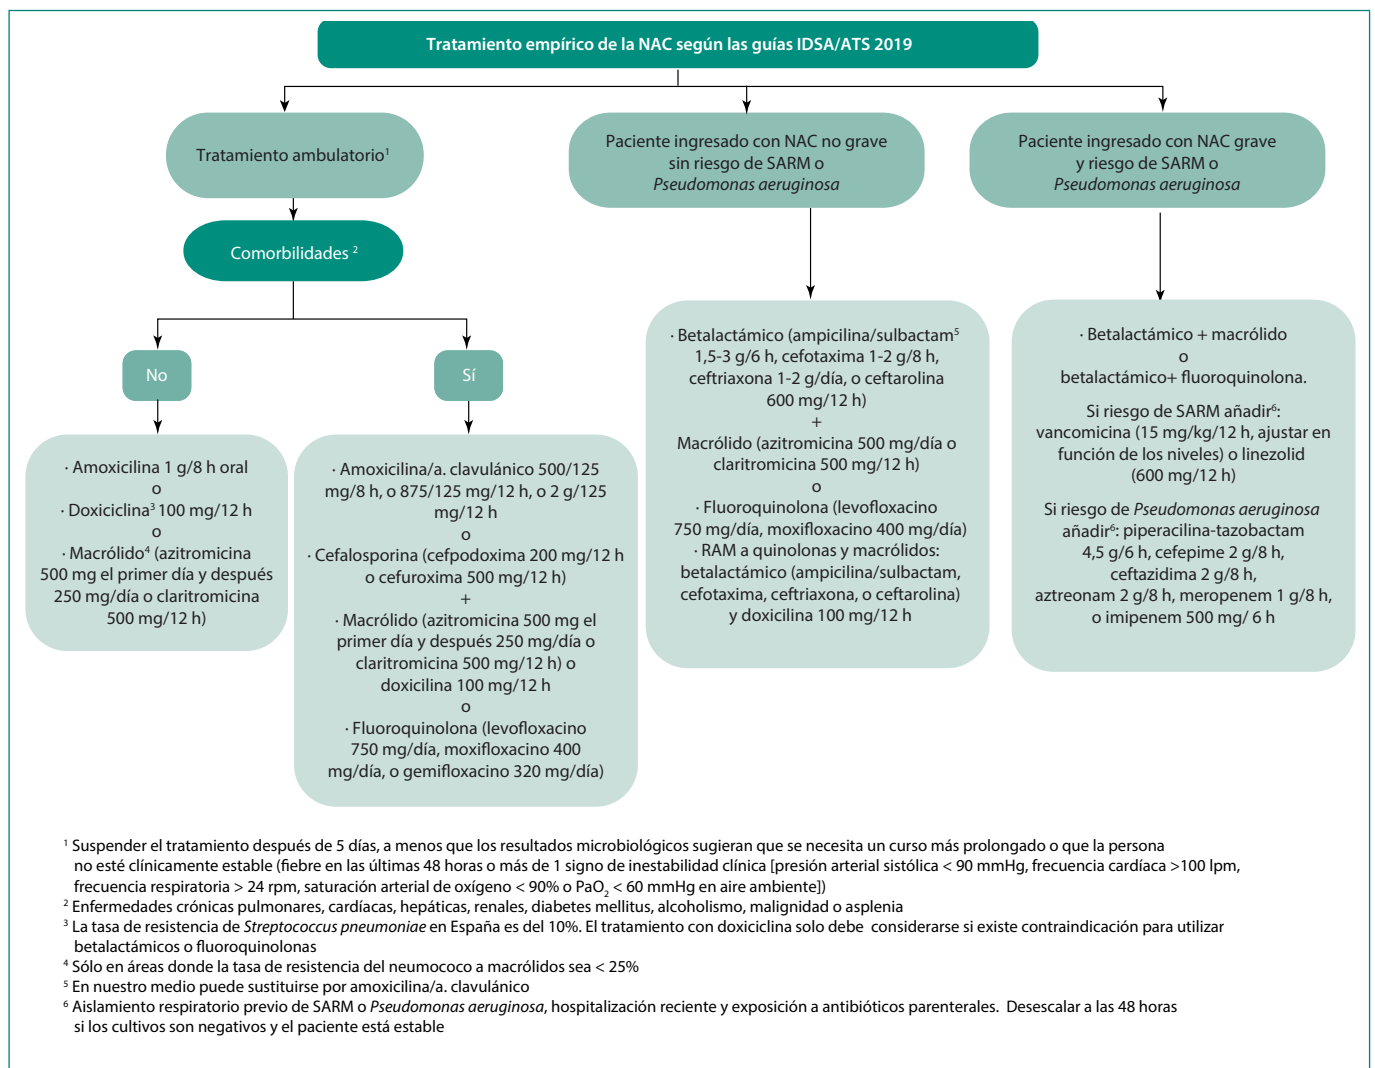 Tratamiento empírico de la NAC según las guías IDSA/ATS 2019
Tratamiento ambulatorio¹
Comorbilidades ²
No
· Amoxicilina 1 g/8 h oral
o
· Doxiciclina³ 100 mg/12 h
o
· Macrólido⁴ (azitromicina
500 mg el primer día y después
250 mg/día o claritromicina
500 mg/12 h)
Sí
· Amoxicilina/a. clavulánico 500/125
mg/8 h, o 875/125 mg/12 h, o 2 g/125
mg/12 h
o
· Cefalosporina (cefpodoxima 200 mg/12 h
o cefuroxima 500 mg/12 h)
+
· Macrólido (azitromicina 500 mg el
primer día y después 250 mg/día o
claritromicina 500 mg/12 h) o
doxicilina 100 mg/12 h
o
· Fluoroquinolona (levofloxacino
750 mg/día, moxifloxacino 400
mg/día, o gemifloxacino 320 mg/día)
Paciente ingresado con NAC no grave
sin riesgo de SARM o
Pseudomonas aeruginosa
· Betalactámico (ampicilina/sulbactam⁵
1,5-3 g/6 h, cefotaxima 1-2 g/8 h,
ceftriaxona 1-2 g/día, o ceftarolina
600 mg/12 h)
+
Macrólido (azitromicina 500 mg/día o
claritromicina 500 mg/12 h)
o
· Fluoroquinolona (levofloxacino
750 mg/día, moxifloxacino 400 mg/día)
· RAM a quinolonas y macrólidos:
betalactámico (ampicilina/sulbactam,
cefotaxima, ceftriaxona, o ceftarolina)
y doxicilina 100 mg/12 h
Paciente ingresado con NAC grave
y riesgo de SARM o
Pseudomonas aeruginosa
· Betalactámico + macrólido
o
betalactámico+ fluoroquinolona.
Si riesgo de SARM añadir⁶:
vancomicina (15 mg/kg/12 h, ajustar en
función de los niveles) o linezolid
(600 mg/12 h)
Si riesgo de Pseudomonas aeruginosa
añadir⁶: piperacilina-tazobactam
4,5 g/6 h, cefepime 2 g/8 h,
ceftazidima 2 g/8 h,
aztreonam 2 g/8 h, meropenem 1 g/8 h,
o imipenem 500 mg/ 6 h
¹ Suspender el tratamiento después de 5 días, a menos que los resultados microbiológicos sugieran que se necesita un curso más prolongado o que la persona
no esté clínicamente estable (fiebre en las últimas 48 horas o más de 1 signo de inestabilidad clínica [presión arterial sistólica < 90 mmHg, frecuencia cardíaca >100 lpm,
frecuencia respiratoria > 24 rpm, saturación arterial de oxígeno < 90% o PaO₂ < 60 mmHg en aire ambiente])
² Enfermedades crónicas pulmonares, cardíacas, hepáticas, renales, diabetes mellitus, alcoholismo, malignidad o asplenia
³ La tasa de resistencia de Streptococcus pneumoniae en España es del 10%. El tratamiento con doxiciclina solo debe considerarse si existe contraindicación para utilizar
betalactámicos o fluoroquinolonas
⁴ Sólo en áreas donde la tasa de resistencia del neumococo a macrólidos sea < 25%
⁵ En nuestro medio puede sustituirse por amoxicilina/a. clavulánico
⁶ Aislamiento respiratorio previo de SARM o Pseudomonas aeruginosa, hospitalización reciente y exposición a antibióticos parenterales. Desescalar a las 48 horas
si los cultivos son negativos y el paciente está estable